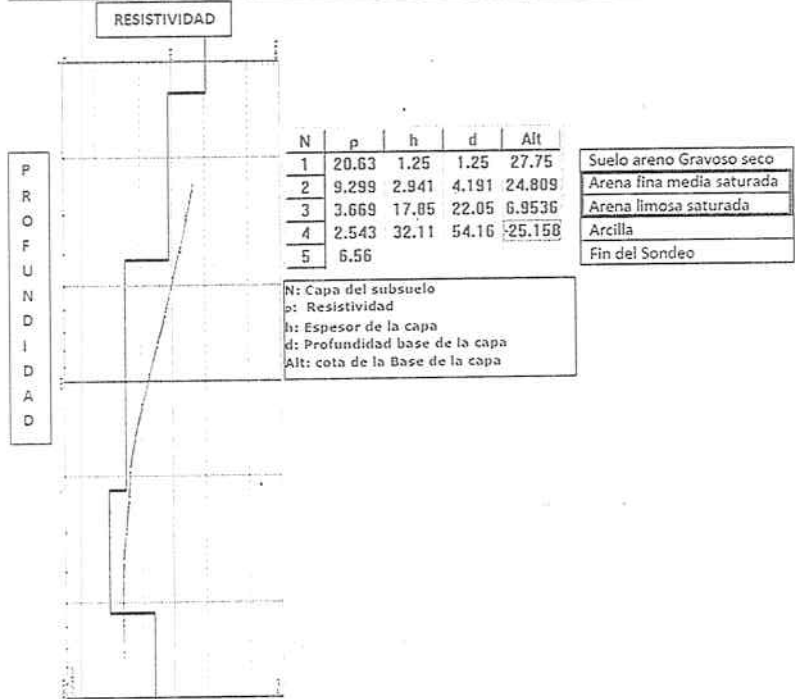 RESISTIVIDAD
PROFUNDIDAD
N ρ h d Alt
1 20.63 1.25 1.25 27.75 Suelo areno Gravoso seco
2 9.299 2.941 4.191 24.809 Arena fina media saturada
3 3.669 17.85 22.05 6.9536 Arena limosa saturada
4 2.543 32.11 54.16 -25.158 Arcilla
5 6.56 Fin del Sondeo
N: Capa del subsuelo
ρ: Resistividad
h: Espesor de la capa
d: Profundidad base de la capa
Alt: cota de la Base de la capa